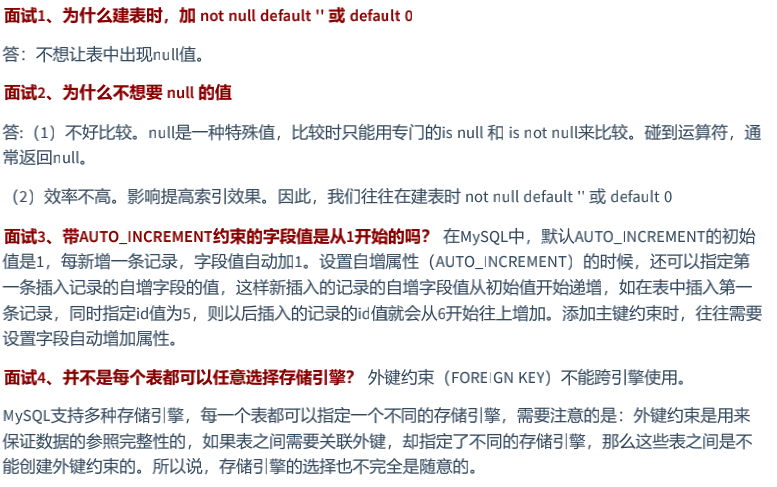 面试1、为什么建表时，加 not null default '' 或 default 0
答：不想让表中出现null值。
面试2、为什么不想要 null 的值
答:（1）不好比较。null是一种特殊值，比较时只能用专门的is null 和 is not null来比较。碰到运算符，通
常返回null。
（2）效率不高。影响提高索引效果。因此，我们往往在建表时 not null default '' 或 default 0
面试3、带AUTO_INCREMENT约束的字段值是从1开始的吗？ 在MySQL中，默认AUTO_INCREMENT的初始
值是1，每新增一条记录，字段值自动加1。设置自增属性（AUTO_INCREMENT）的时候，还可以指定第
一条插入记录的自增字段的值，这样新插入的记录的自增字段值从初始值开始递增，如在表中插入第一
条记录，同时指定id值为5，则以后插入的记录的id值就会从6开始往上增加。添加主键约束时，往往需要
设置字段自动增加属性。
面试4、并不是每个表都可以任意选择存储引擎？ 外键约束（FOREIGN KEY）不能跨引擎使用。
MySQL支持多种存储引擎，每一个表都可以指定一个不同的存储引擎，需要注意的是：外键约束是用来
保证数据的参照完整性的，如果表之间需要关联外键，却指定了不同的存储引擎，那么这些表之间是不
能创建外键约束的。所以说，存储引擎的选择也不完全是随意的。